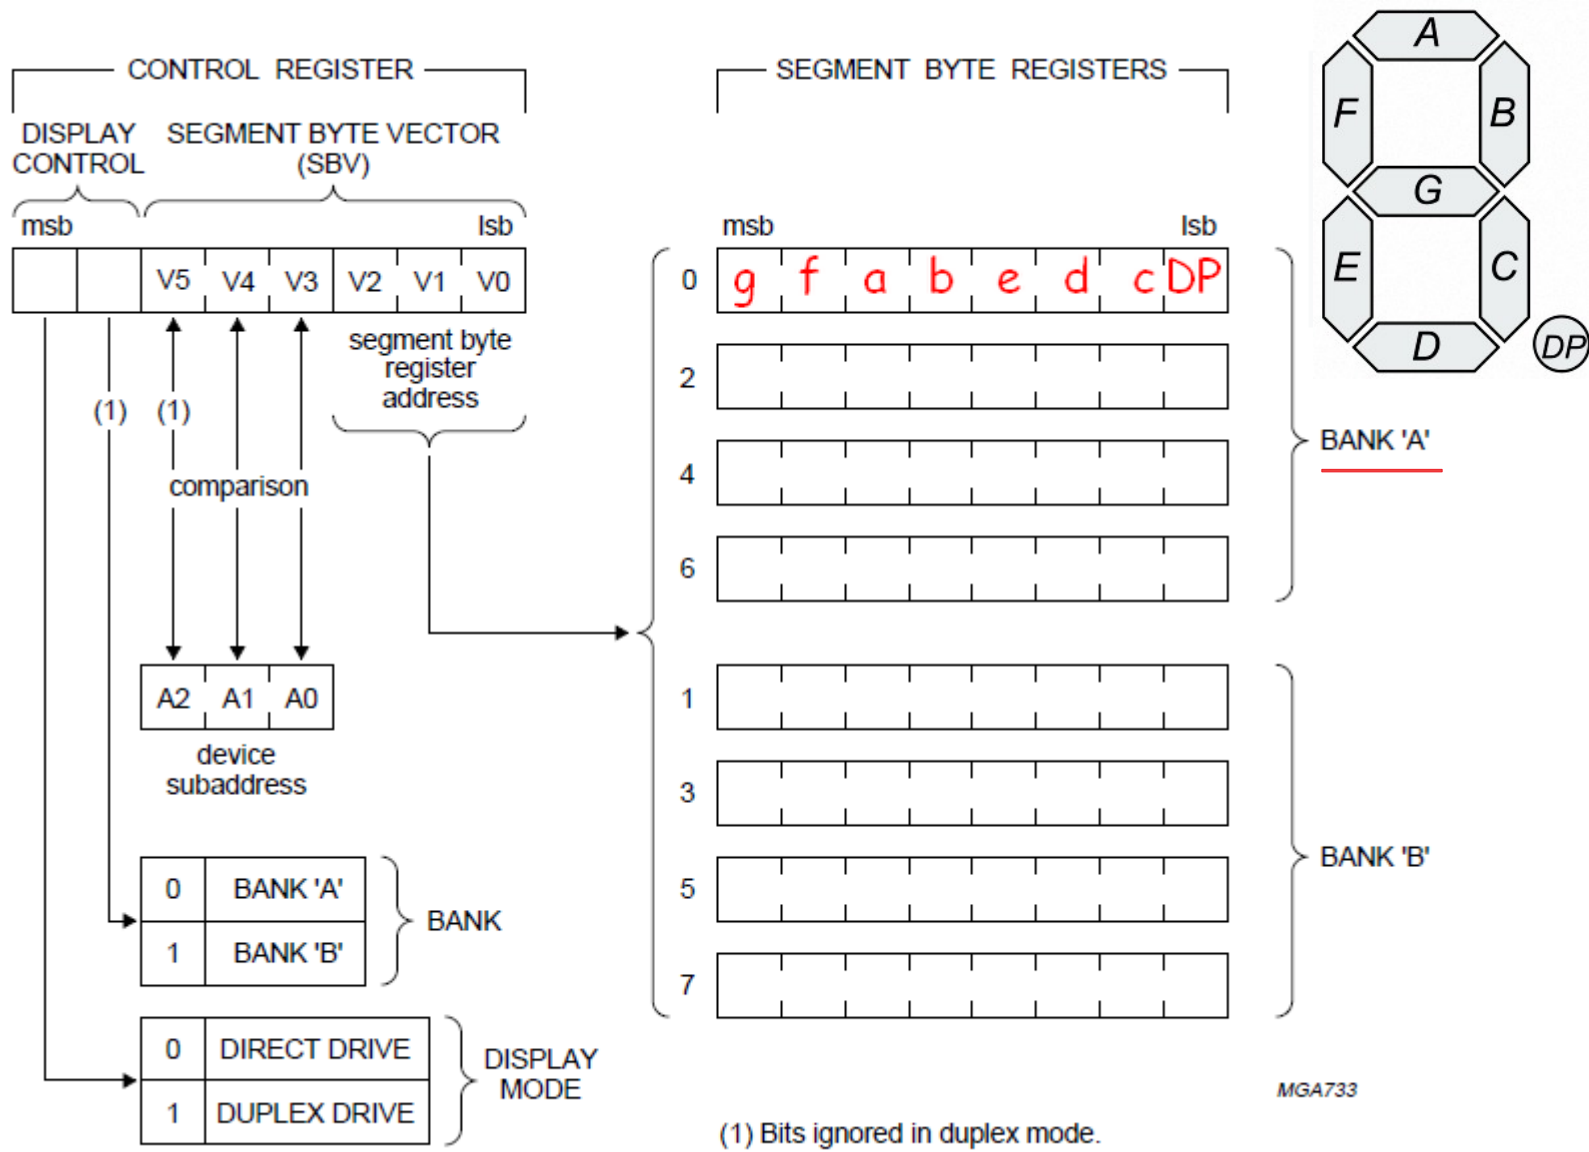 CONTROL REGISTER
DISPLAY CONTROL
SEGMENT BYTE VECTOR (SBV)
msb lsb
V5 V4 V3 V2 V1 V0
segment byte
register
address
(1) (1)
comparison
A2 A1 A0
device
subaddress
0 BANK 'A'
1 BANK 'B'
BANK
0 DIRECT DRIVE
1 DUPLEX DRIVE
DISPLAY
MODE
SEGMENT BYTE REGISTERS
msb lsb
0 g f a b e d c DP
2
4
6
BANK 'A'
1
3
5
7
BANK 'B'
A
F B
G
E C
D DP
MGA733
(1) Bits ignored in duplex mode.